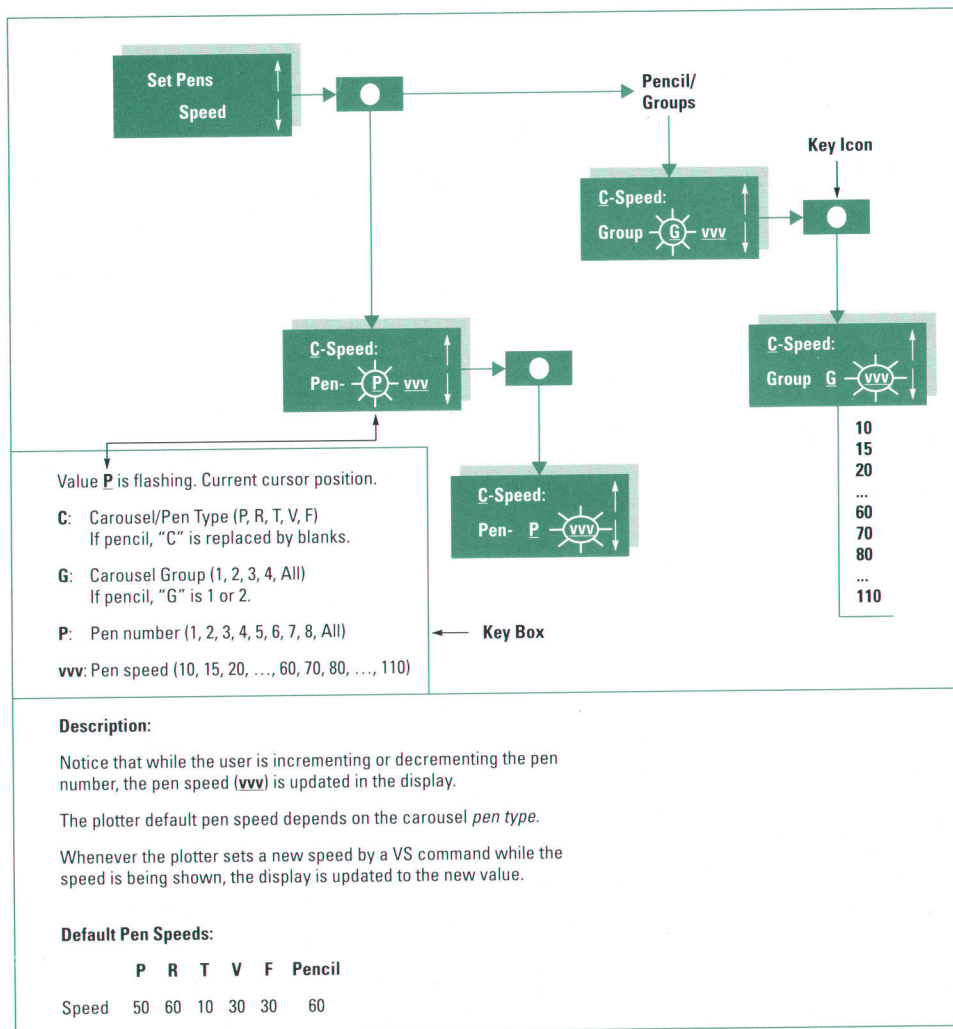 Set Pens
Speed
Pencil/
Groups
Key Icon
C-Speed:
Group G vvv
C-Speed:
Pen- P vvv
C-Speed:
Group G vvv
10
15
20
...
60
70
80
...
110
C-Speed:
Pen- P vvv
Value P is flashing. Current cursor position.
C: Carousel/Pen Type (P, R, T, V, F)
If pencil, “C” is replaced by blanks.
G: Carousel Group (1, 2, 3, 4, All)
If pencil, “G” is 1 or 2.
P: Pen number (1, 2, 3, 4, 5, 6, 7, 8, All)
vvv: Pen speed (10, 15, 20, ..., 60, 70, 80, ..., 110)
Key Box
Description:
Notice that while the user is incrementing or decrementing the pen
number, the pen speed (vvv) is updated in the display.
The plotter default pen speed depends on the carousel pen type.
Whenever the plotter sets a new speed by a VS command while the
speed is being shown, the display is updated to the new value.
Default Pen Speeds:
P R T V F Pencil
Speed 50 60 10 30 30 60